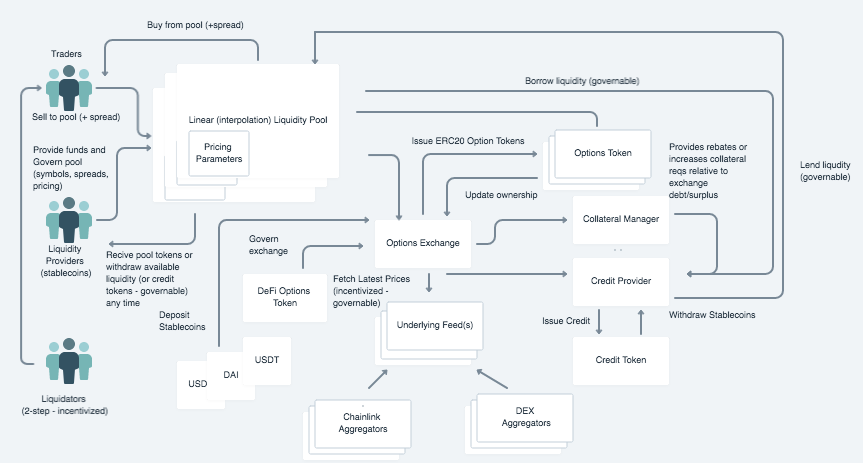 Buy from pool (+spread)
Traders
Sell to pool (+ spread)
Linear (interpolation) Liquidity Pool
Pricing
Parameters
Borrow liquidity (governable)
Issue ERC20 Option Tokens
Options Token
Update ownership
Provides rebates or
increases collateral
reqs relative to
exchange
debt/surplus
Lend liqudity
(governable)
Provide funds and
Govern pool
(symbols, spreads,
pricing)
Liquidity
Providers
(stablecoins)
Recive pool tokens or
withdraw available
liquidity (or credit
tokens - governable)
any time
Govern
exchange
Options Exchange
Collateral Manager
Credit Provider
DeFi Options
Token
Fetch Latest Prices
(incentivized -
governable)
Deposit
Stablecoins
Underlying Feed(s)
Issue Credit
Withdraw Stablecoins
Credit Token
USD
DAI
USDT
Liquidators
(2-step - incentivized)
Chainlink
Aggregators
DEX
Aggregators